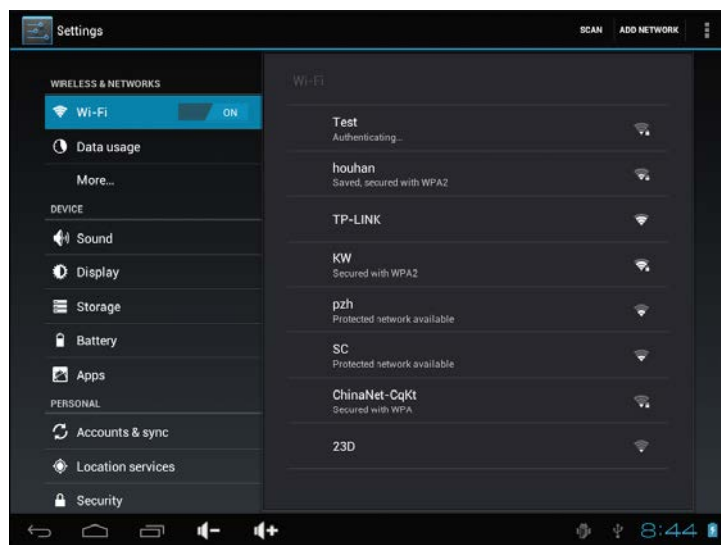 Settings
SCAN ADD NETWORK
WIRELESS & NETWORKS
Wi-Fi ON
Data usage
More...
DEVICE
Sound
Display
Storage
Battery
Apps
PERSONAL
Accounts & sync
Location services
Security
Wi-Fi
Test
Authenticating...
houhan
Saved, secured with WPA2
TP-LINK
KW
Secured with WPA2
pzh
Protected network available
SC
Protected network available
ChinaNet-CqKt
Secured with WPA
23D
8:44